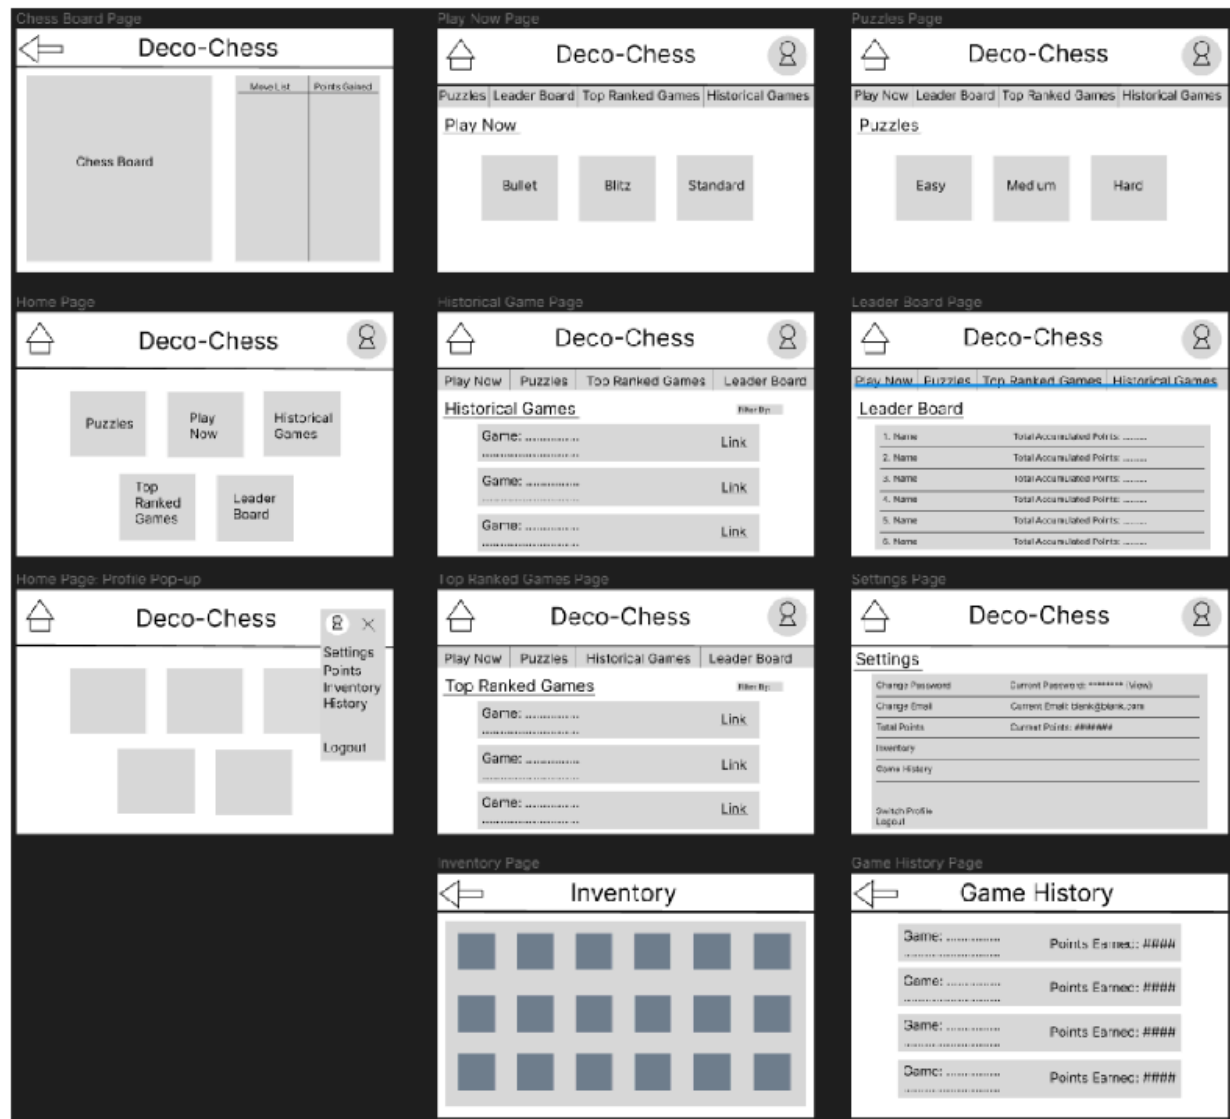 Chess Board Page
Deco-Chess
Move List Points Gained
Chess Board
Play Now Page
Deco-Chess
Puzzles Leader Board Top Ranked Games Historical Games
Play Now
Bullet Blitz Standard
Puzzles Page
Deco-Chess
Play Now Leader Board Top Ranked Games Historical Games
Puzzles
Easy Medium Hard
Home Page
Deco-Chess
Puzzles
Play
Now
Historical
Games
Top
Ranked
Games
Leader
Board
Historical Game Page
Deco-Chess
Play Now Puzzles Top Ranked Games Leader Board
Historical Games Filter By:
Game: ................
Link
Game: ................
Link
Game: ................
Link
Leader Board Page
Deco-Chess
Play Now Puzzles Top Ranked Games Historical Games
Leader Board
1. Name Total Accumulated Points: .........
2. Name Total Accumulated Points: .........
3. Name Total Accumulated Points: .........
4. Name Total Accumulated Points: .........
5. Name Total Accumulated Points: .........
6. Name Total Accumulated Points: .........
Home Page: Profile Pop-up
Deco-Chess
Settings
Points
Inventory
History
Logout
Top Ranked Games Page
Deco-Chess
Play Now Puzzles Historical Games Leader Board
Top Ranked Games Filter By:
Game: ................
Link
Game: ................
Link
Game: ................
Link
Settings Page
Deco-Chess
Settings
Change Password Current Password: ******** (View)
Change Email Current Email: blank@blank.com
Total Points Current Points: #######
Inventory
Game History
Switch Profile
Logout
Inventory Page
Inventory
Game History Page
Game History
Game: ................
Points Earned: ####
Game: ................
Points Earned: ####
Game: ................
Points Earned: ####
Game: ................
Points Earned: ####